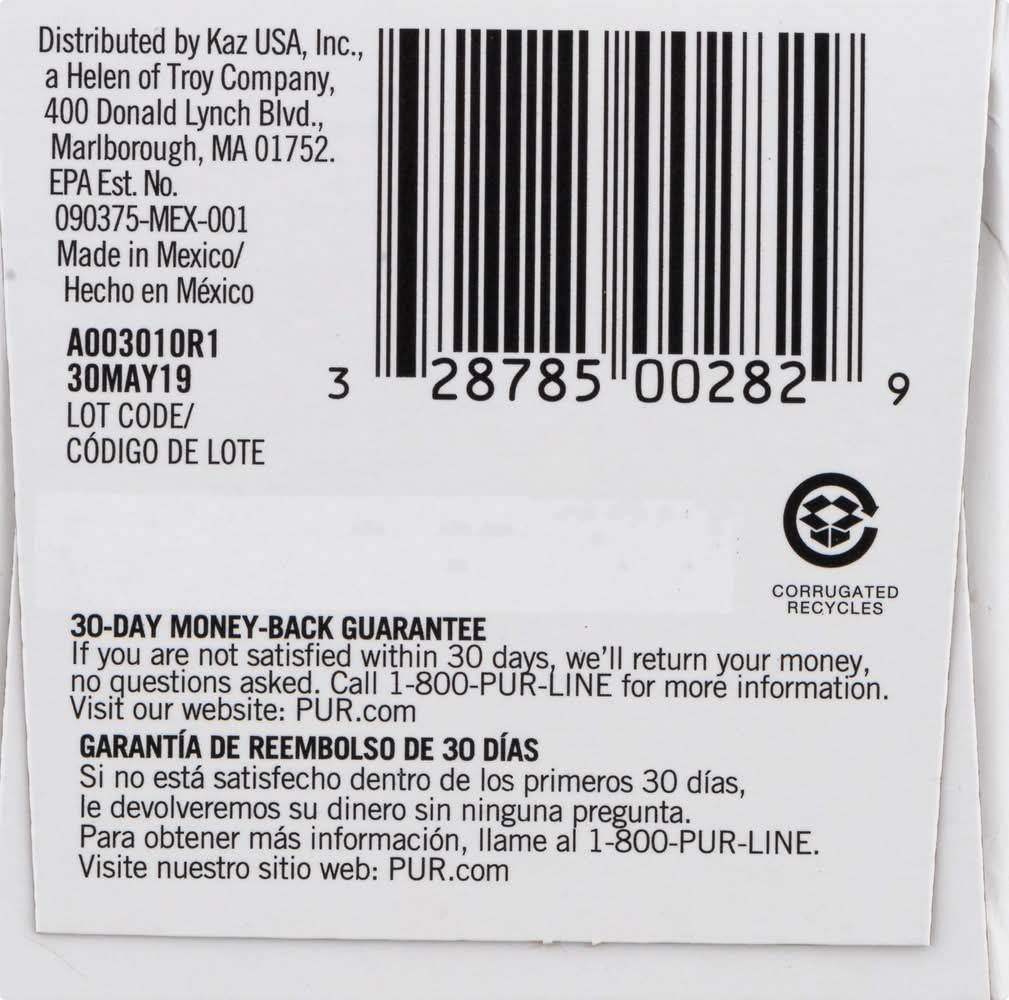 Distributed by Kaz USA, Inc.,
a Helen of Troy Company,
400 Donald Lynch Blvd.,
Marlborough, MA 01752.
EPA Est. No.
090375-MEX-001
Made in Mexico/
Hecho en México
A003010R1
30MAY19
LOT CODE/
CÓDIGO DE LOTE
3 28785 00282 9
CORRUGATED
RECYCLES
30-DAY MONEY-BACK GUARANTEE
If you are not satisfied within 30 days, we'll return your money,
no questions asked. Call 1-800-PUR-LINE for more information.
Visit our website: PUR.com
GARANTÍA DE REEMBOLSO DE 30 DÍAS
Si no está satisfecho dentro de los primeros 30 días,
le devolveremos su dinero sin ninguna pregunta.
Para obtener más información, llame al 1-800-PUR-LINE.
Visite nuestro sitio web: PUR.com